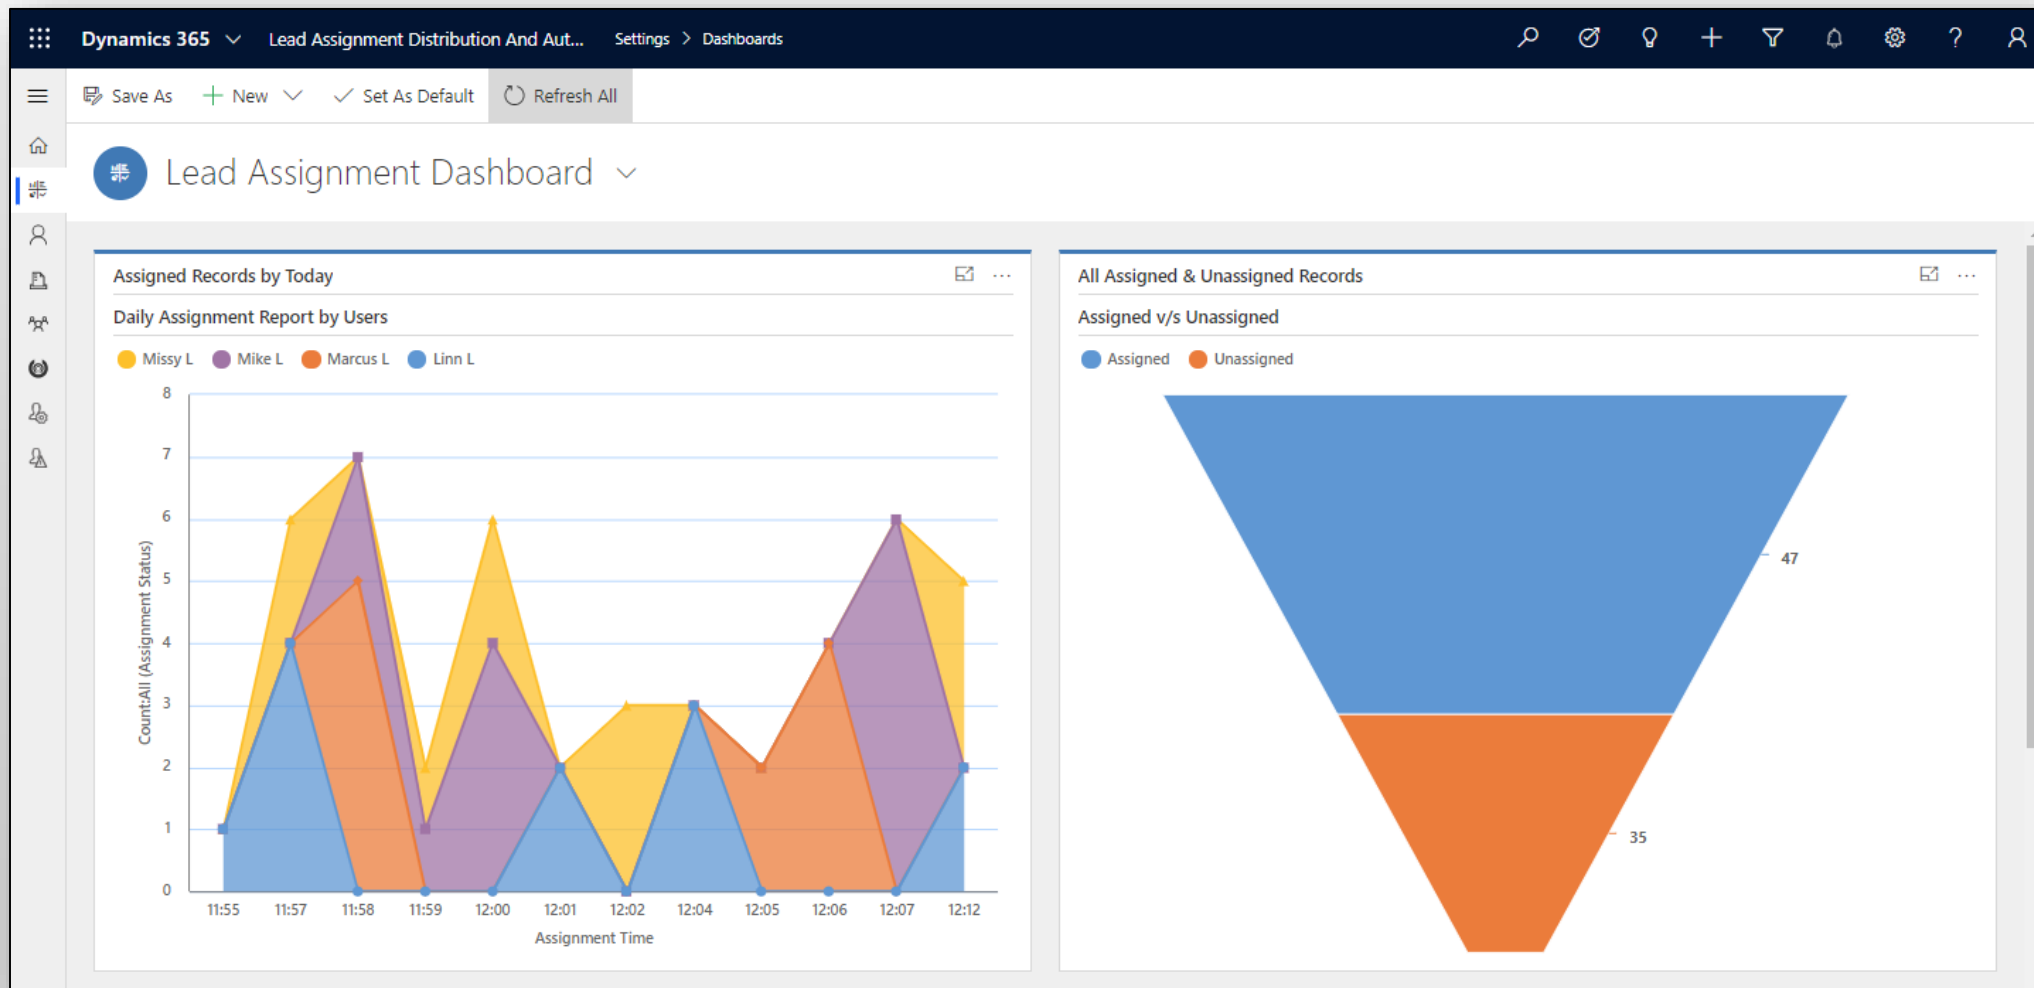 Dynamics 365 Lead Assignment Distribution And Aut... Settings > Dashboards
Save As New Set As Default Refresh All
Lead Assignment Dashboard
Assigned Records by Today
Daily Assignment Report by Users
Missy L Mike L Marcus L Linn L
8
7
6
5
4
3
2
1
0
Count:All (Assignment Status)
11:55 11:57 11:58 11:59 12:00 12:01 12:02 12:04 12:05 12:06 12:07 12:12
Assignment Time
All Assigned & Unassigned Records
Assigned v/s Unassigned
Assigned Unassigned
47
35